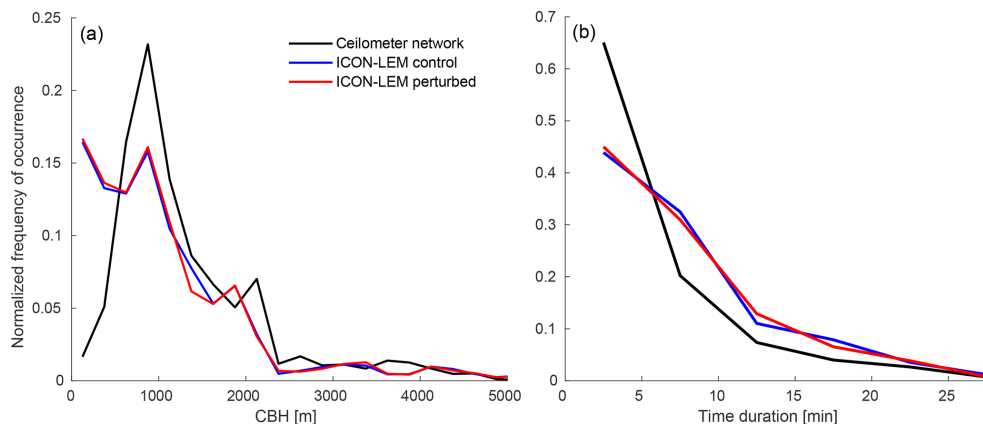 (a)
Ceilometer network
ICON-LEM control
ICON-LEM perturbed
Normalized frequency of occurrence
0.25
0.2
0.15
0.1
0.05
0
0 1000 2000 3000 4000 5000
CBH [m]
(b)
0.7
0.6
0.5
0.4
0.3
0.2
0.1
0
0 5 10 15 20 25
Time duration [min]